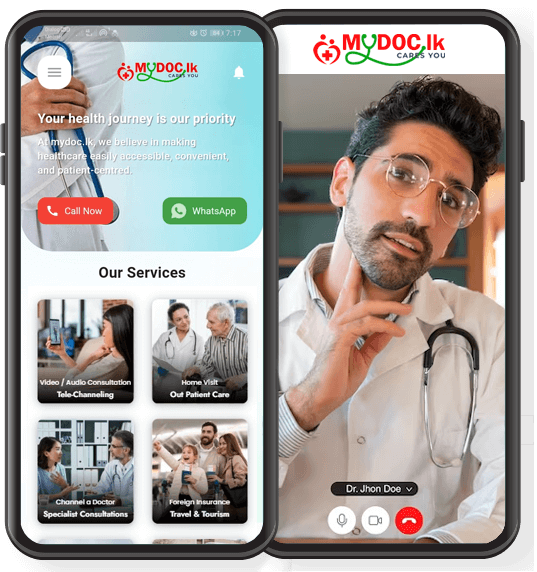 7:17
MYDOC.lk
CARES YOU
Your health journey is our priority
At mydoc.lk, we believe in making
healthcare easily accessible, convenient,
and patient-centred.
Call Now
WhatsApp
Our Services
Video / Audio Consultation
Tele-Channeling
Home Visit
Out Patient Care
Channel a Doctor
Specialist Consultations
Foreign Insurance
Travel & Tourism
MYDOC.lk
CARES YOU
Dr. Jhon Doe